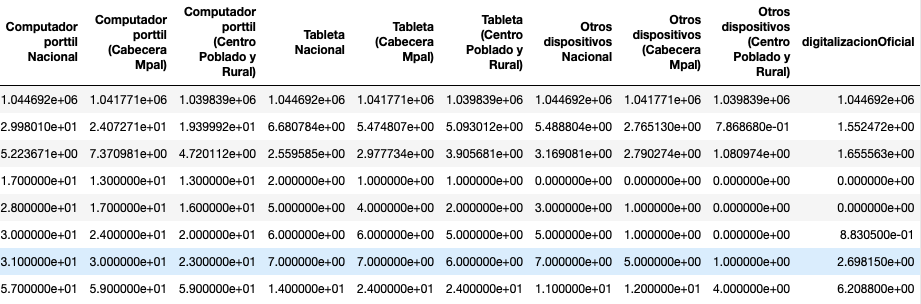 Computador porttil Nacional	Computador porttil (Cabecera Mpal)	Computador porttil (Centro Poblado y Rural)	Tableta Nacional	Tableta (Cabecera Mpal)	Tableta (Centro Poblado y Rural)	Otros dispositivos Nacional	Otros dispositivos (Cabecera Mpal)	Otros dispositivos (Centro Poblado y Rural)	digitalizacionOficial
1.044692e+06	1.041771e+06	1.039839e+06	1.044692e+06	1.041771e+06	1.039839e+06	1.044692e+06	1.041771e+06	1.039839e+06	1.044692e+06
2.998010e+01	2.407271e+01	1.939992e+01	6.680784e+00	5.474807e+00	5.093012e+00	5.488804e+00	2.765130e+00	7.868680e-01	1.552472e+00
5.223671e+00	7.370981e+00	4.720112e+00	2.559585e+00	2.977734e+00	3.905681e+00	3.169081e+00	2.790274e+00	1.080974e+00	1.655563e+00
1.700000e+01	1.300000e+01	1.300000e+01	2.000000e+00	1.000000e+00	1.000000e+00	0.000000e+00	0.000000e+00	0.000000e+00	0.000000e+00
2.800000e+01	1.700000e+01	1.600000e+01	5.000000e+00	4.000000e+00	2.000000e+00	3.000000e+00	1.000000e+00	0.000000e+00	0.000000e+00
3.000000e+01	2.400000e+01	2.000000e+01	6.000000e+00	6.000000e+00	5.000000e+00	5.000000e+00	1.000000e+00	0.000000e+00	8.830500e-01
3.100000e+01	3.000000e+01	2.300000e+01	7.000000e+00	7.000000e+00	6.000000e+00	7.000000e+00	5.000000e+00	1.000000e+00	2.698150e+00
5.700000e+01	5.900000e+01	5.900000e+01	1.400000e+01	2.400000e+01	2.400000e+01	1.100000e+01	1.200000e+01	4.000000e+00	6.208800e+00